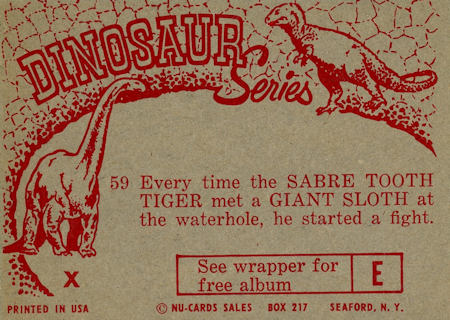 DINOSAUR
Series
59 Every time the SABRE TOOTH
TIGER met a GIANT SLOTH at
the waterhole, he started a fight.
X
See wrapper for
free album
E
PRINTED IN USA © NU-CARDS SALES BOX 217 SEAFORD, N. Y.